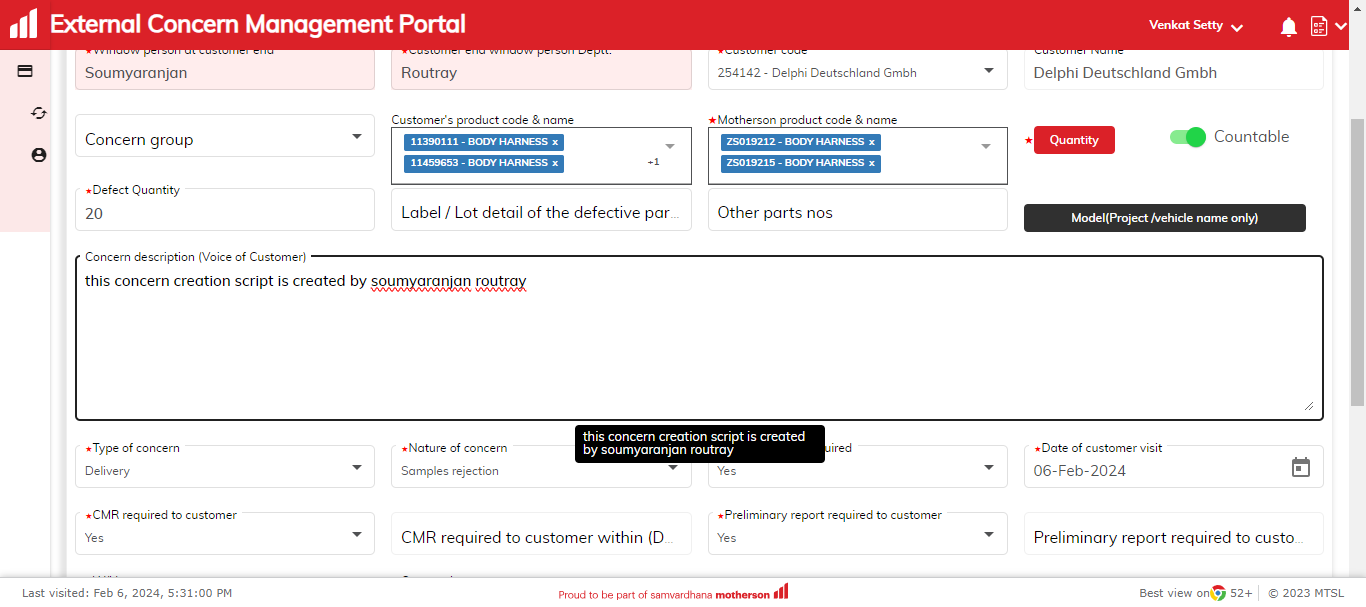 External Concern Management Portal
Venkat Setty
Window person at customer end
Customer end window person Deptt.
Customer code
Customer Name
Soumyaranjan
Routray
254142 - Delphi Deutschland Gmbh
Delphi Deutschland Gmbh
Concern group
Customer's product code & name
11390111 - BODY HARNESS x
11459653 - BODY HARNESS x
+1
★Motherson product code & name
ZS019212 - BODY HARNESS x
ZS019215 - BODY HARNESS x
★ Quantity
Countable
★Defect Quantity
20
Label / Lot detail of the defective par...
Other parts nos
Model(Project /vehicle name only)
Concern description (Voice of Customer)
this concern creation script is created by soumyaranjan routray
this concern creation script is created
by soumyaranjan routray
★Type of concern
Delivery
★Nature of concern
Samples rejection
Yes
★Date of customer visit
06-Feb-2024
★CMR required to customer
Yes
CMR required to customer within (D...
★Preliminary report required to customer
Yes
Preliminary report required to custo...
Last visited: Feb 6, 2024, 5:31:00 PM
Proud to be part of samvardhana motherson
Best view on 52+
© 2023 MTSL